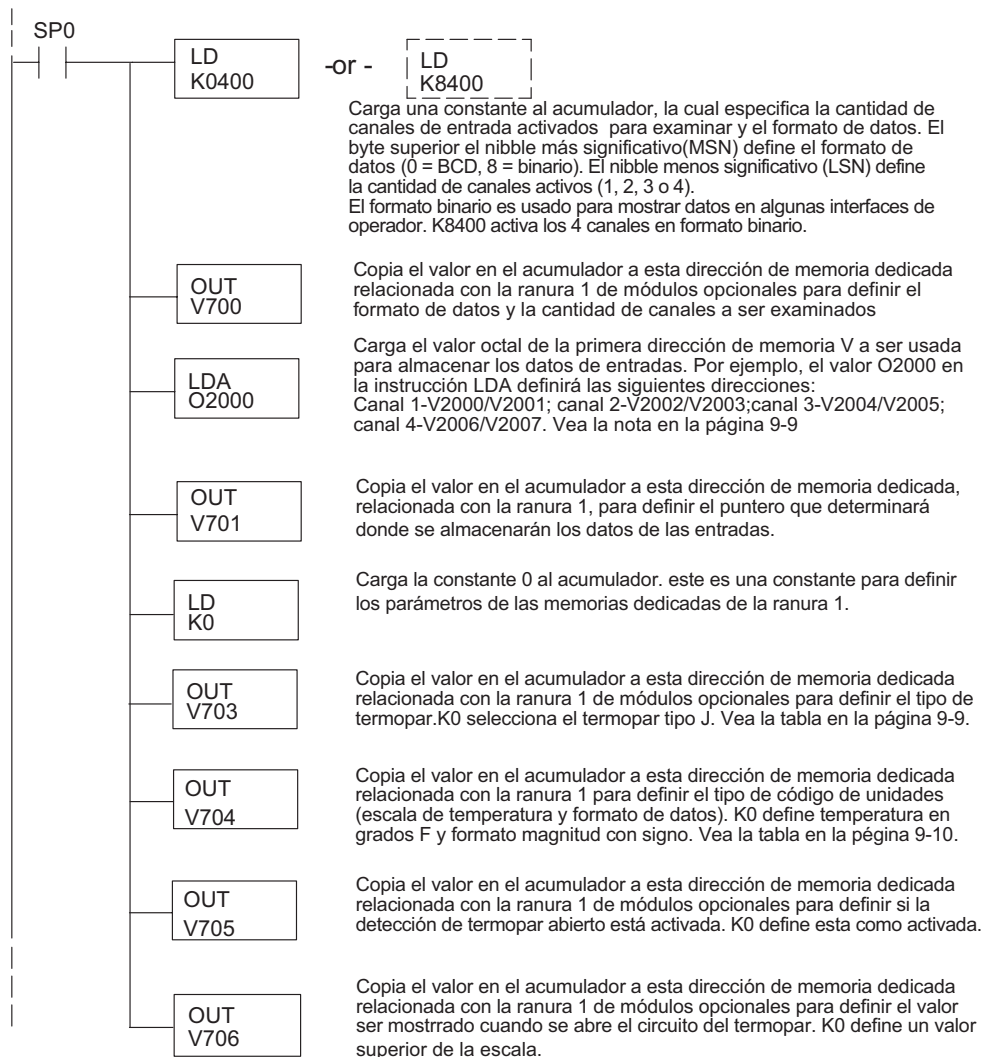 SP0
LD
K0400
-or -
LD
K8400
Carga una constante al acumulador, la cual especifica la cantidad de
canales de entrada activados para examinar y el formato de datos. El
byte superior el nibble más significativo(MSN) define el formato de
datos (0 = BCD, 8 = binario). El nibble menos significativo (LSN) define
la cantidad de canales activos (1, 2, 3 o 4).
El formato binario es usado para mostrar datos en algunas interfaces de
operador. K8400 activa los 4 canales en formato binario.
OUT
V700
Copia el valor en el acumulador a esta dirección de memoria dedicada
relacionada con la ranura 1 de módulos opcionales para definir el
formato de datos y la cantidad de canales a ser examinados
LDA
O2000
Carga el valor octal de la primera dirección de memoria V a ser usada
para almacenar los datos de entradas. Por ejemplo, el valor O2000 en
la instrucción LDA definirá las siguientes direcciones:
Canal 1-V2000/V2001; canal 2-V2002/V2003;canal 3-V2004/V2005;
canal 4-V2006/V2007. Vea la nota en la página 9-9
OUT
V701
Copia el valor en el acumulador a esta dirección de memoria dedicada,
relacionada con la ranura 1, para definir el puntero que determinará
donde se almacenarán los datos de las entradas.
LD
K0
Carga la constante 0 al acumulador. este es una constante para definir
los parámetros de las memorias dedicadas de la ranura 1.
OUT
V703
Copia el valor en el acumulador a esta dirección de memoria dedicada
relacionada con la ranura 1 de módulos opcionales para definir el tipo de
termopar.K0 selecciona el termopar tipo J. Vea la tabla en la página 9-9.
OUT
V704
Copia el valor en el acumulador a esta dirección de memoria dedicada
relacionada con la ranura 1 para definir el tipo de código de unidades
(escala de temperatura y formato de datos). K0 define temperatura en
grados F y formato magnitud con signo. Vea la tabla en la pégina 9-10.
OUT
V705
Copia el valor en el acumulador a esta dirección de memoria dedicada
relacionada con la ranura 1 de módulos opcionales para definir si la
detección de termopar abierto está activada. K0 define esta como activada.
OUT
V706
Copia el valor en el acumulador a esta dirección de memoria dedicada
relacionada con la ranura 1 de módulos opcionales para definir el valor
ser mostrrado cuando se abre el circuito del termopar. K0 define un valor
superior de la escala.